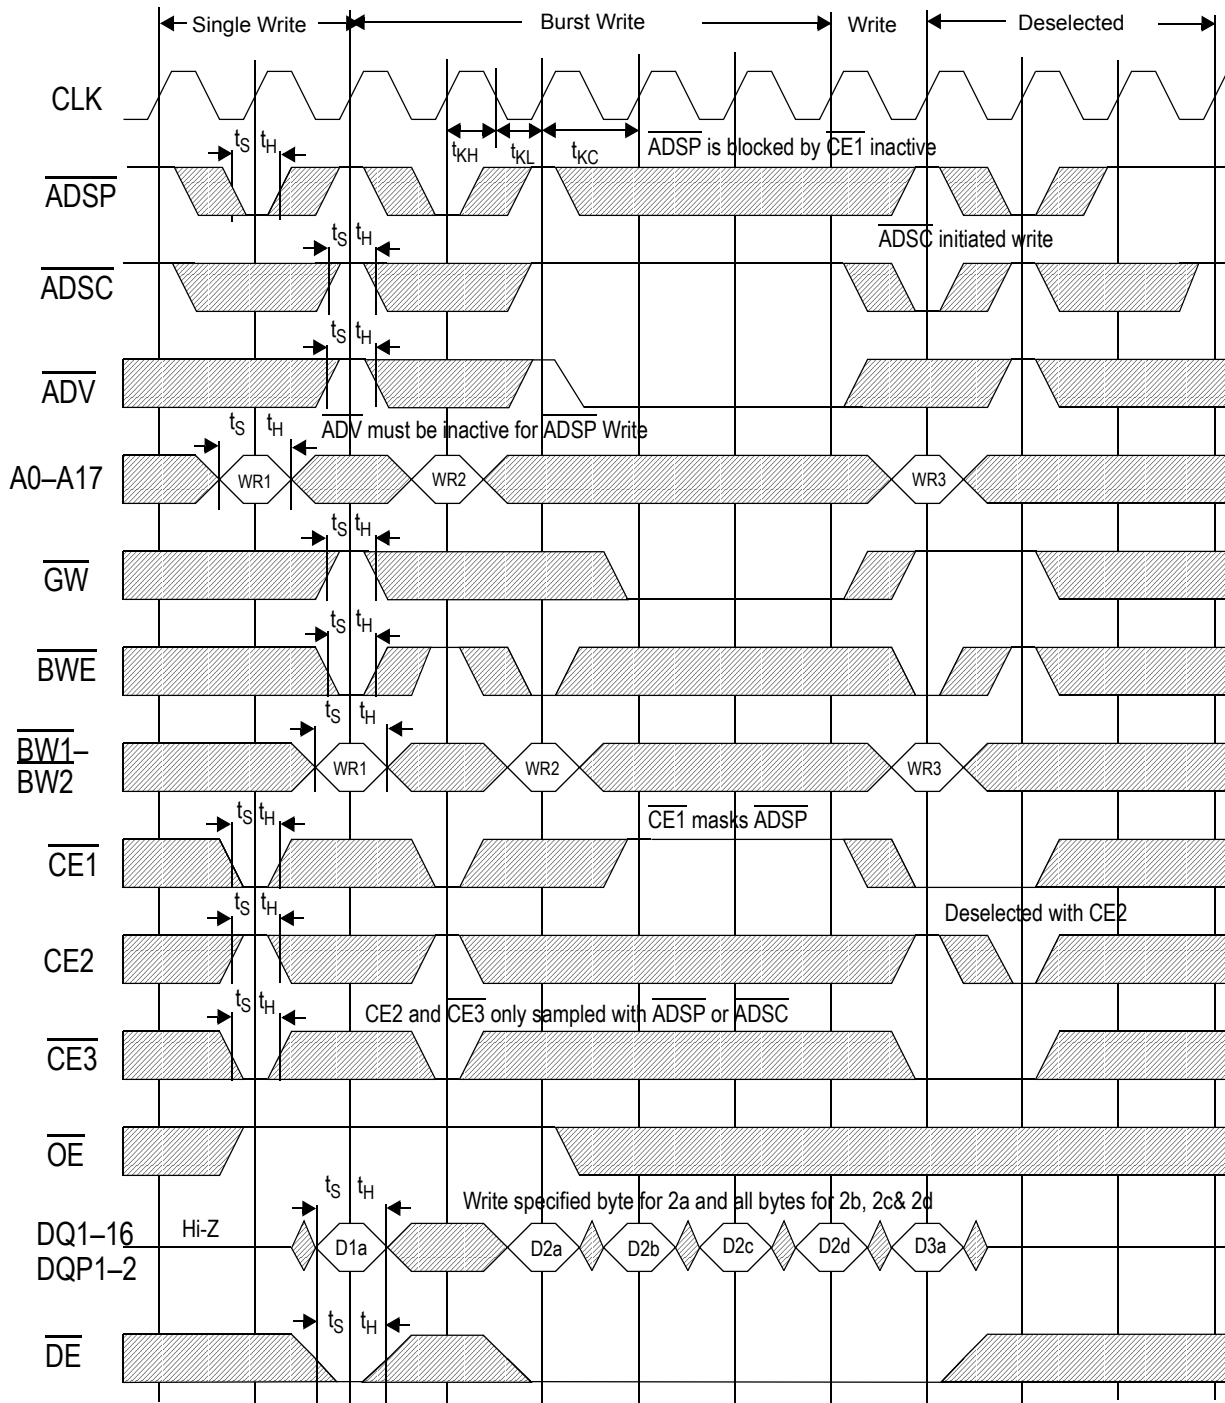 Single Write Burst Write Write Deselected
CLK
tS tH tKH tKL tKC ADSP is blocked by CE1 inactive
ADSP
tS tH ADSC initiated write
ADSC
tS tH
ADV
tS tH ADV must be inactive for ADSP Write
A0–A17 WR1 WR2 WR3
tS tH
GW
tS tH
BWE
tS tH
BW1–
BW2 WR1 WR2 WR3
tS tH CE1 masks ADSP
CE1
tS tH Deselected with CE2
CE2
tS tH CE2 and CE3 only sampled with ADSP or ADSC
CE3
OE
tS tH Write specified byte for 2a and all bytes for 2b, 2c& 2d
DQ1–16 Hi-Z D1a D2a D2b D2c D2d D3a
DQP1–2
tS tH
DE